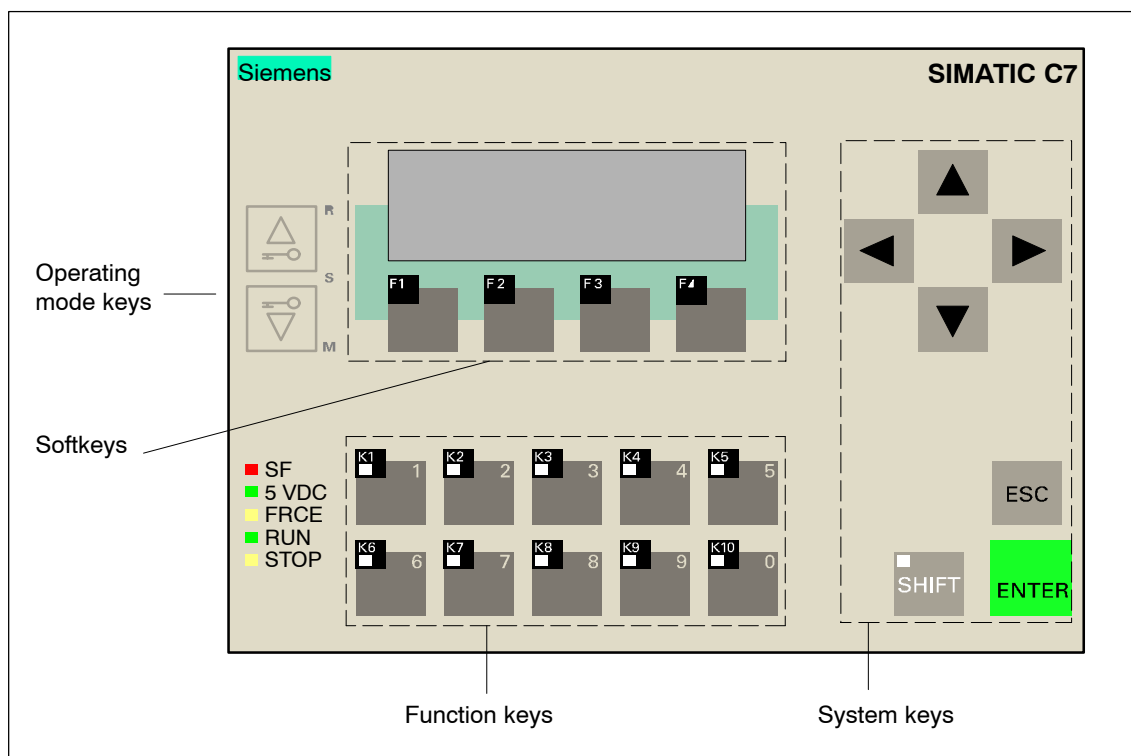 Siemens
SIMATIC C7
R
S
M
Operating
mode keys
F1
F2
F3
F4
Softkeys
SF
5 VDC
FRCE
RUN
STOP
K1 1
K2 2
K3 3
K4 4
K5 5
K6 6
K7 7
K8 8
K9 9
K10 0
ESC
SHIFT
ENTER
Function keys
System keys